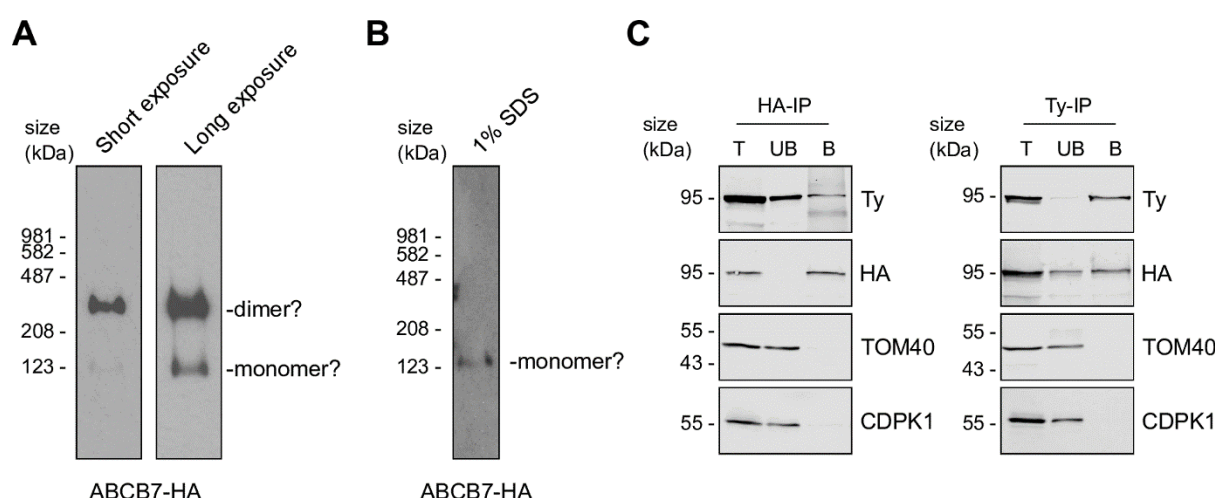 A
Short exposure
Long exposure
size
(kDa)
981 -
582 -
487 -
208 -
123 -
-dimer?
-monomer?
ABCB7-HA
B
1% SDS
size
(kDa)
981 -
582 -
487 -
208 -
123 -
-monomer?
ABCB7-HA
C
HA-IP
size
(kDa)
T UB B
95 - Ty
95 - HA
55 -
43 -
TOM40
55 - CDPK1
Ty-IP
size
(kDa)
T UB B
95 - Ty
95 - HA
55 -
43 -
TOM40
55 - CDPK1